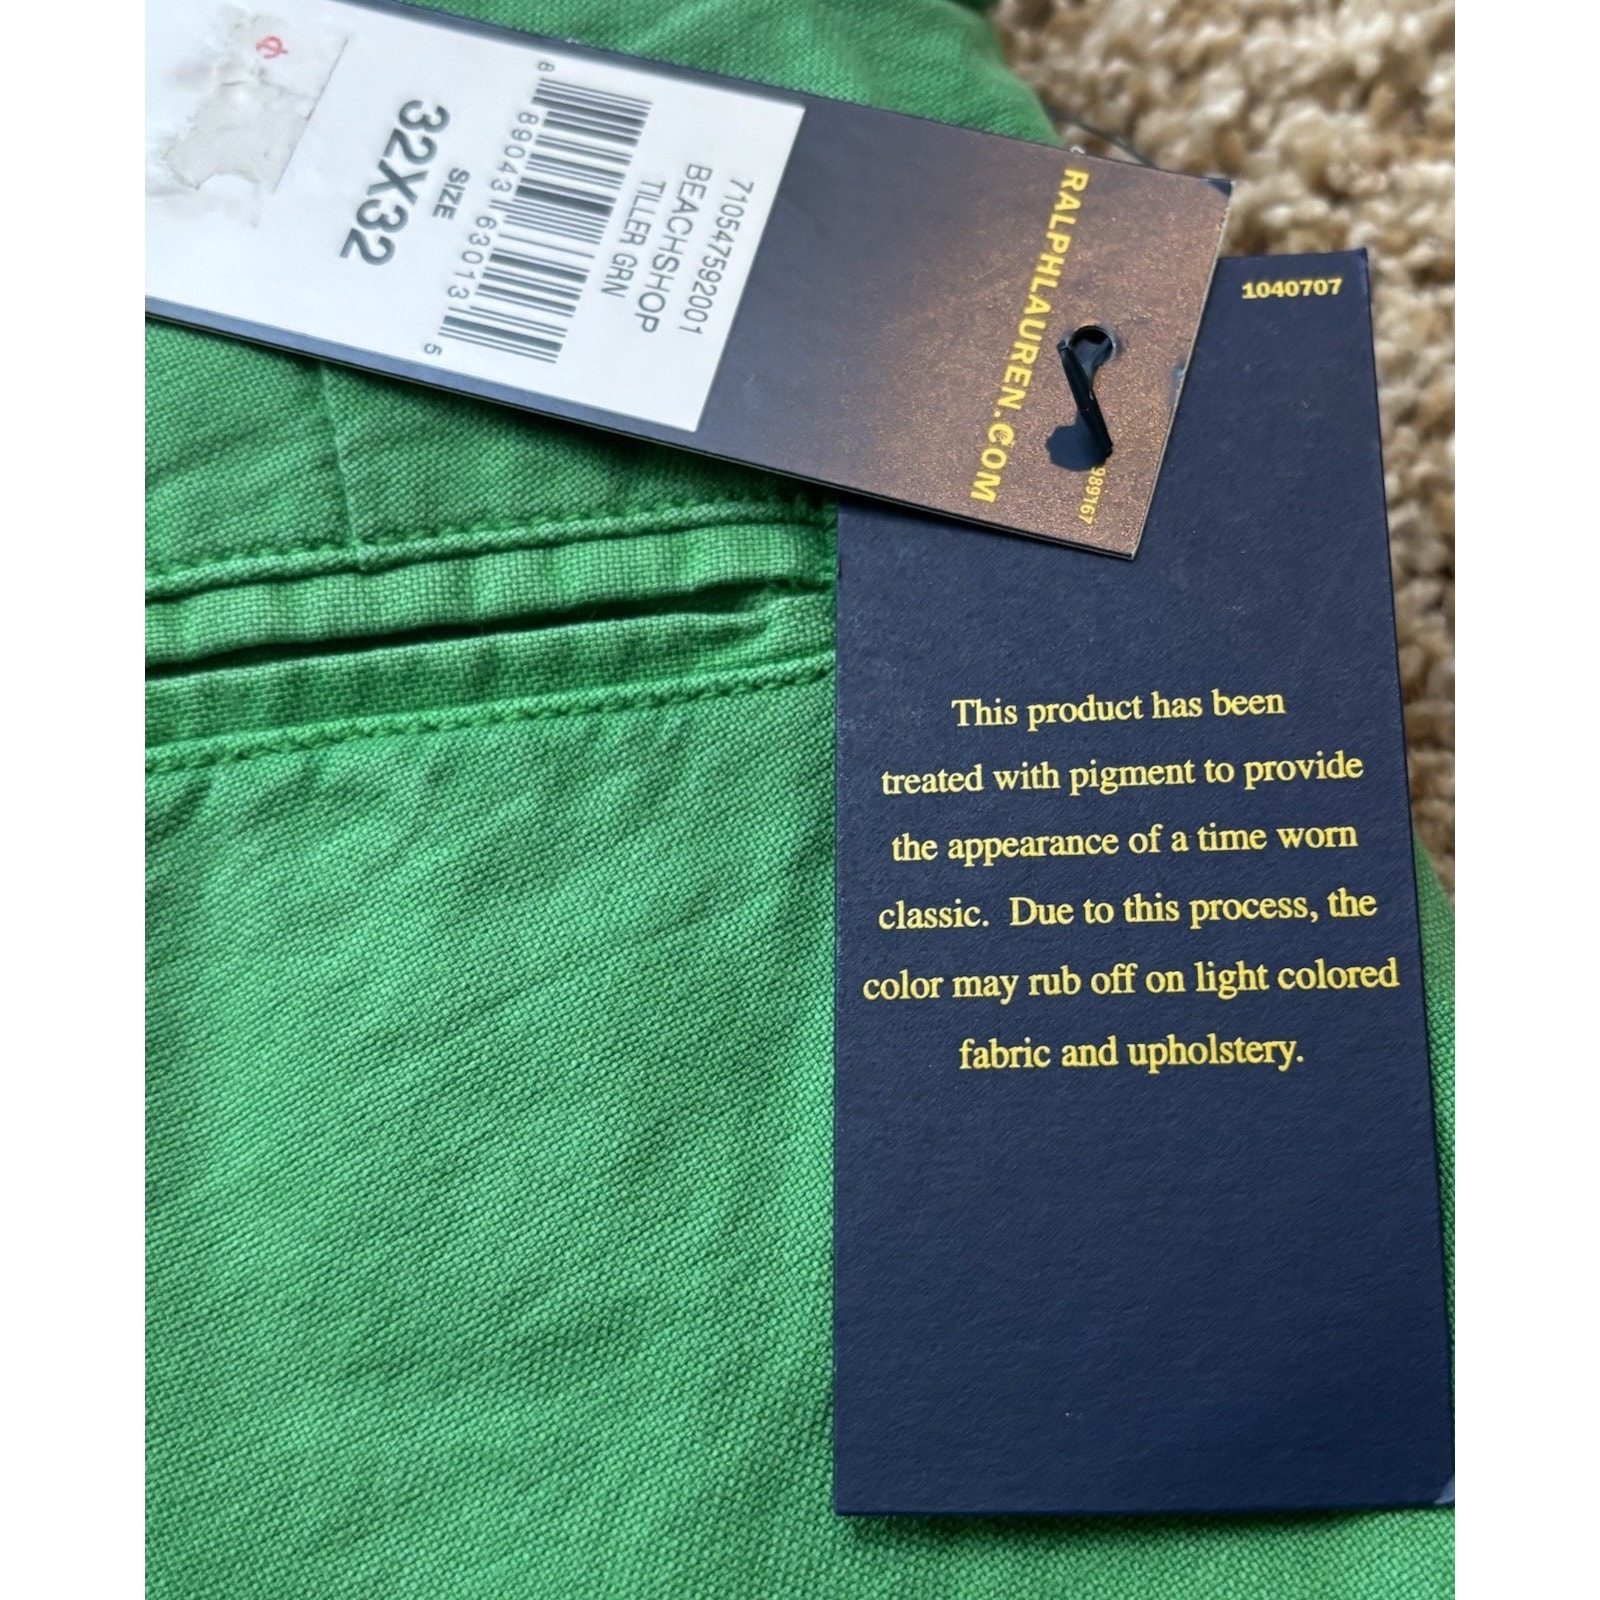 RALPHLAUREN.COM
989167
710547592001
BEACHSHOP
TILLER GRN
8 89043 63013 5
SIZE
32X32
1040707
This product has been
treated with pigment to provide
the appearance of a time worn
classic. Due to this process, the
color may rub off on light colored
fabric and upholstery.